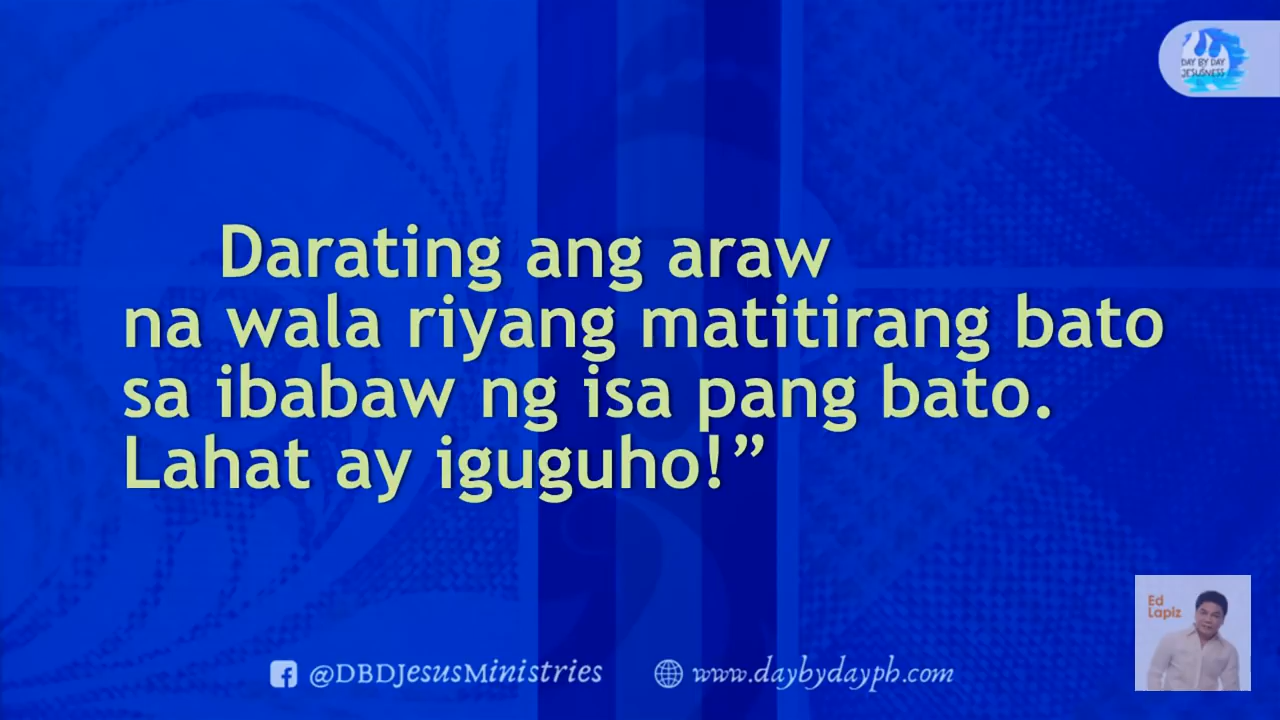 DAY BY DAY
JESUSNESS
Darating ang araw
na wala riyang matitirang bato
sa ibabaw ng isa pang bato.
Lahat ay iguguho!”
Ed
Lapiz
@DBDJesusMinistries
www.daybydayph.com